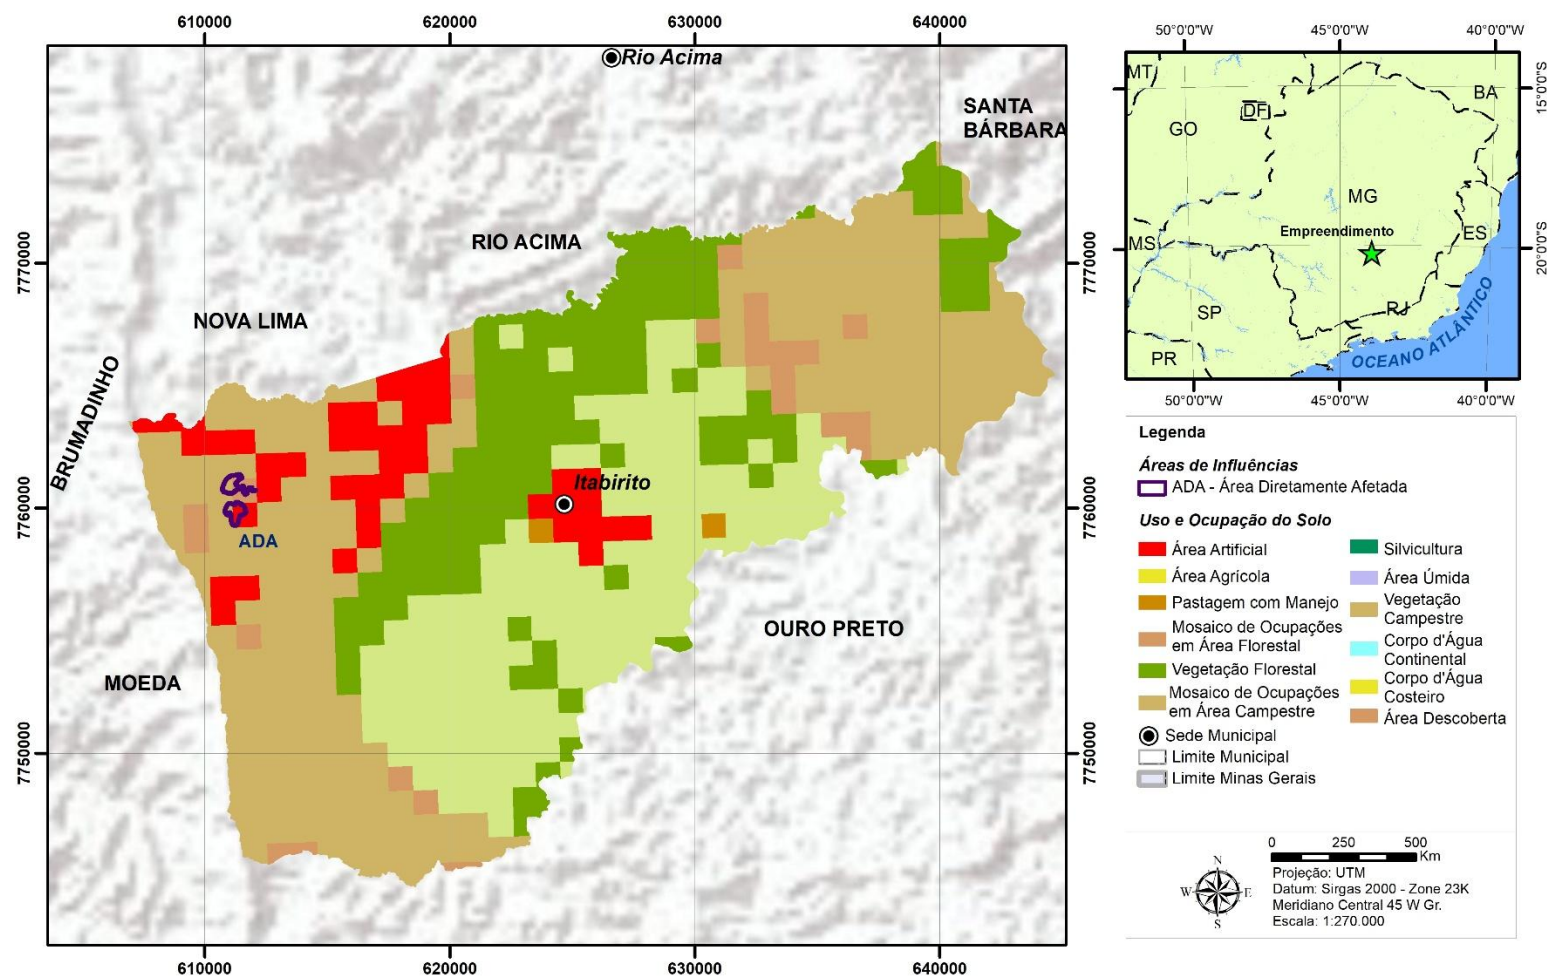 610000
620000
630000
640000
Rio Acima
SANTA
BÁRBARA
RIO ACIMA
NOVA LIMA
BRUMADINHO
Itabirito
ADA
OURO PRETO
MOEDA
7770000
7760000
7750000
7770000
7760000
7750000
610000
620000
630000
640000
50°0'0"W
45°0'0"W
40°0'0"W
MT
DF
GO
BA
MG
Empreendimento
MS
ES
SP
RJ
PR
OCEANO ATLÂNTICO
15°0'0"S
20°0'0"S
50°0'0"W
45°0'0"W
40°0'0"W
Legenda
Áreas de Influências
ADA - Área Diretamente Afetada
Uso e Ocupação do Solo
Área Artificial
Área Agrícola
Pastagem com Manejo
Mosaico de Ocupações
em Área Florestal
Vegetação Florestal
Mosaico de Ocupações
em Área Campestre
Sede Municipal
Limite Municipal
Limite Minas Gerais
Silvicultura
Área Úmida
Vegetação
Campestre
Corpo d'Água
Continental
Corpo d'Água
Costeiro
Área Descoberta
0 250 500
Km
N
W E
S
Projeção: UTM
Datum: Sirgas 2000 - Zone 23K
Meridiano Central 45 W Gr.
Escala: 1:270.000